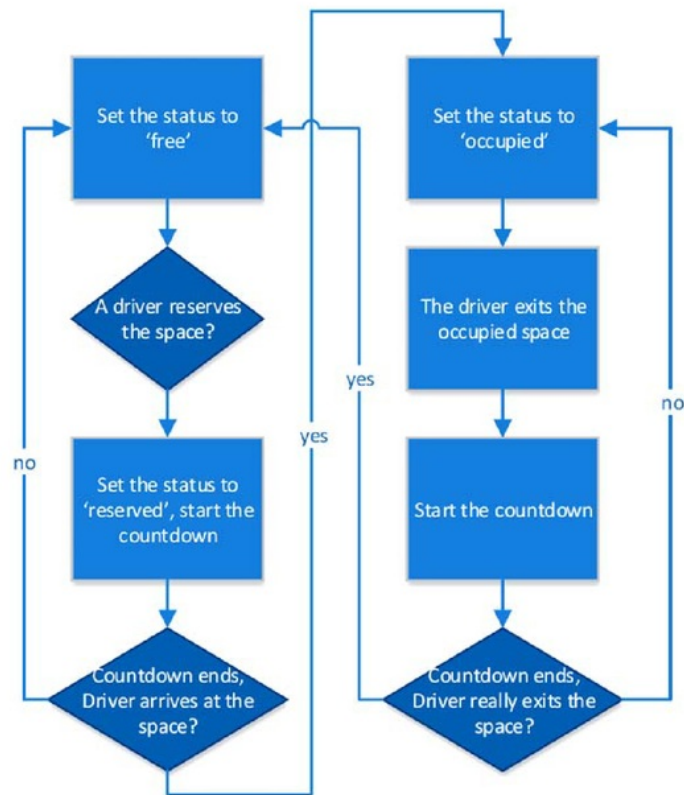 Set the status to
‘free’
A driver reserves
the space?
Set the status to
‘reserved’, start the
countdown
Countdown ends,
Driver arrives at the
space?
no
yes
Set the status to
‘occupied’
The driver exits the
occupied space
Start the countdown
Countdown ends,
Driver really exits the
space?
yes
no